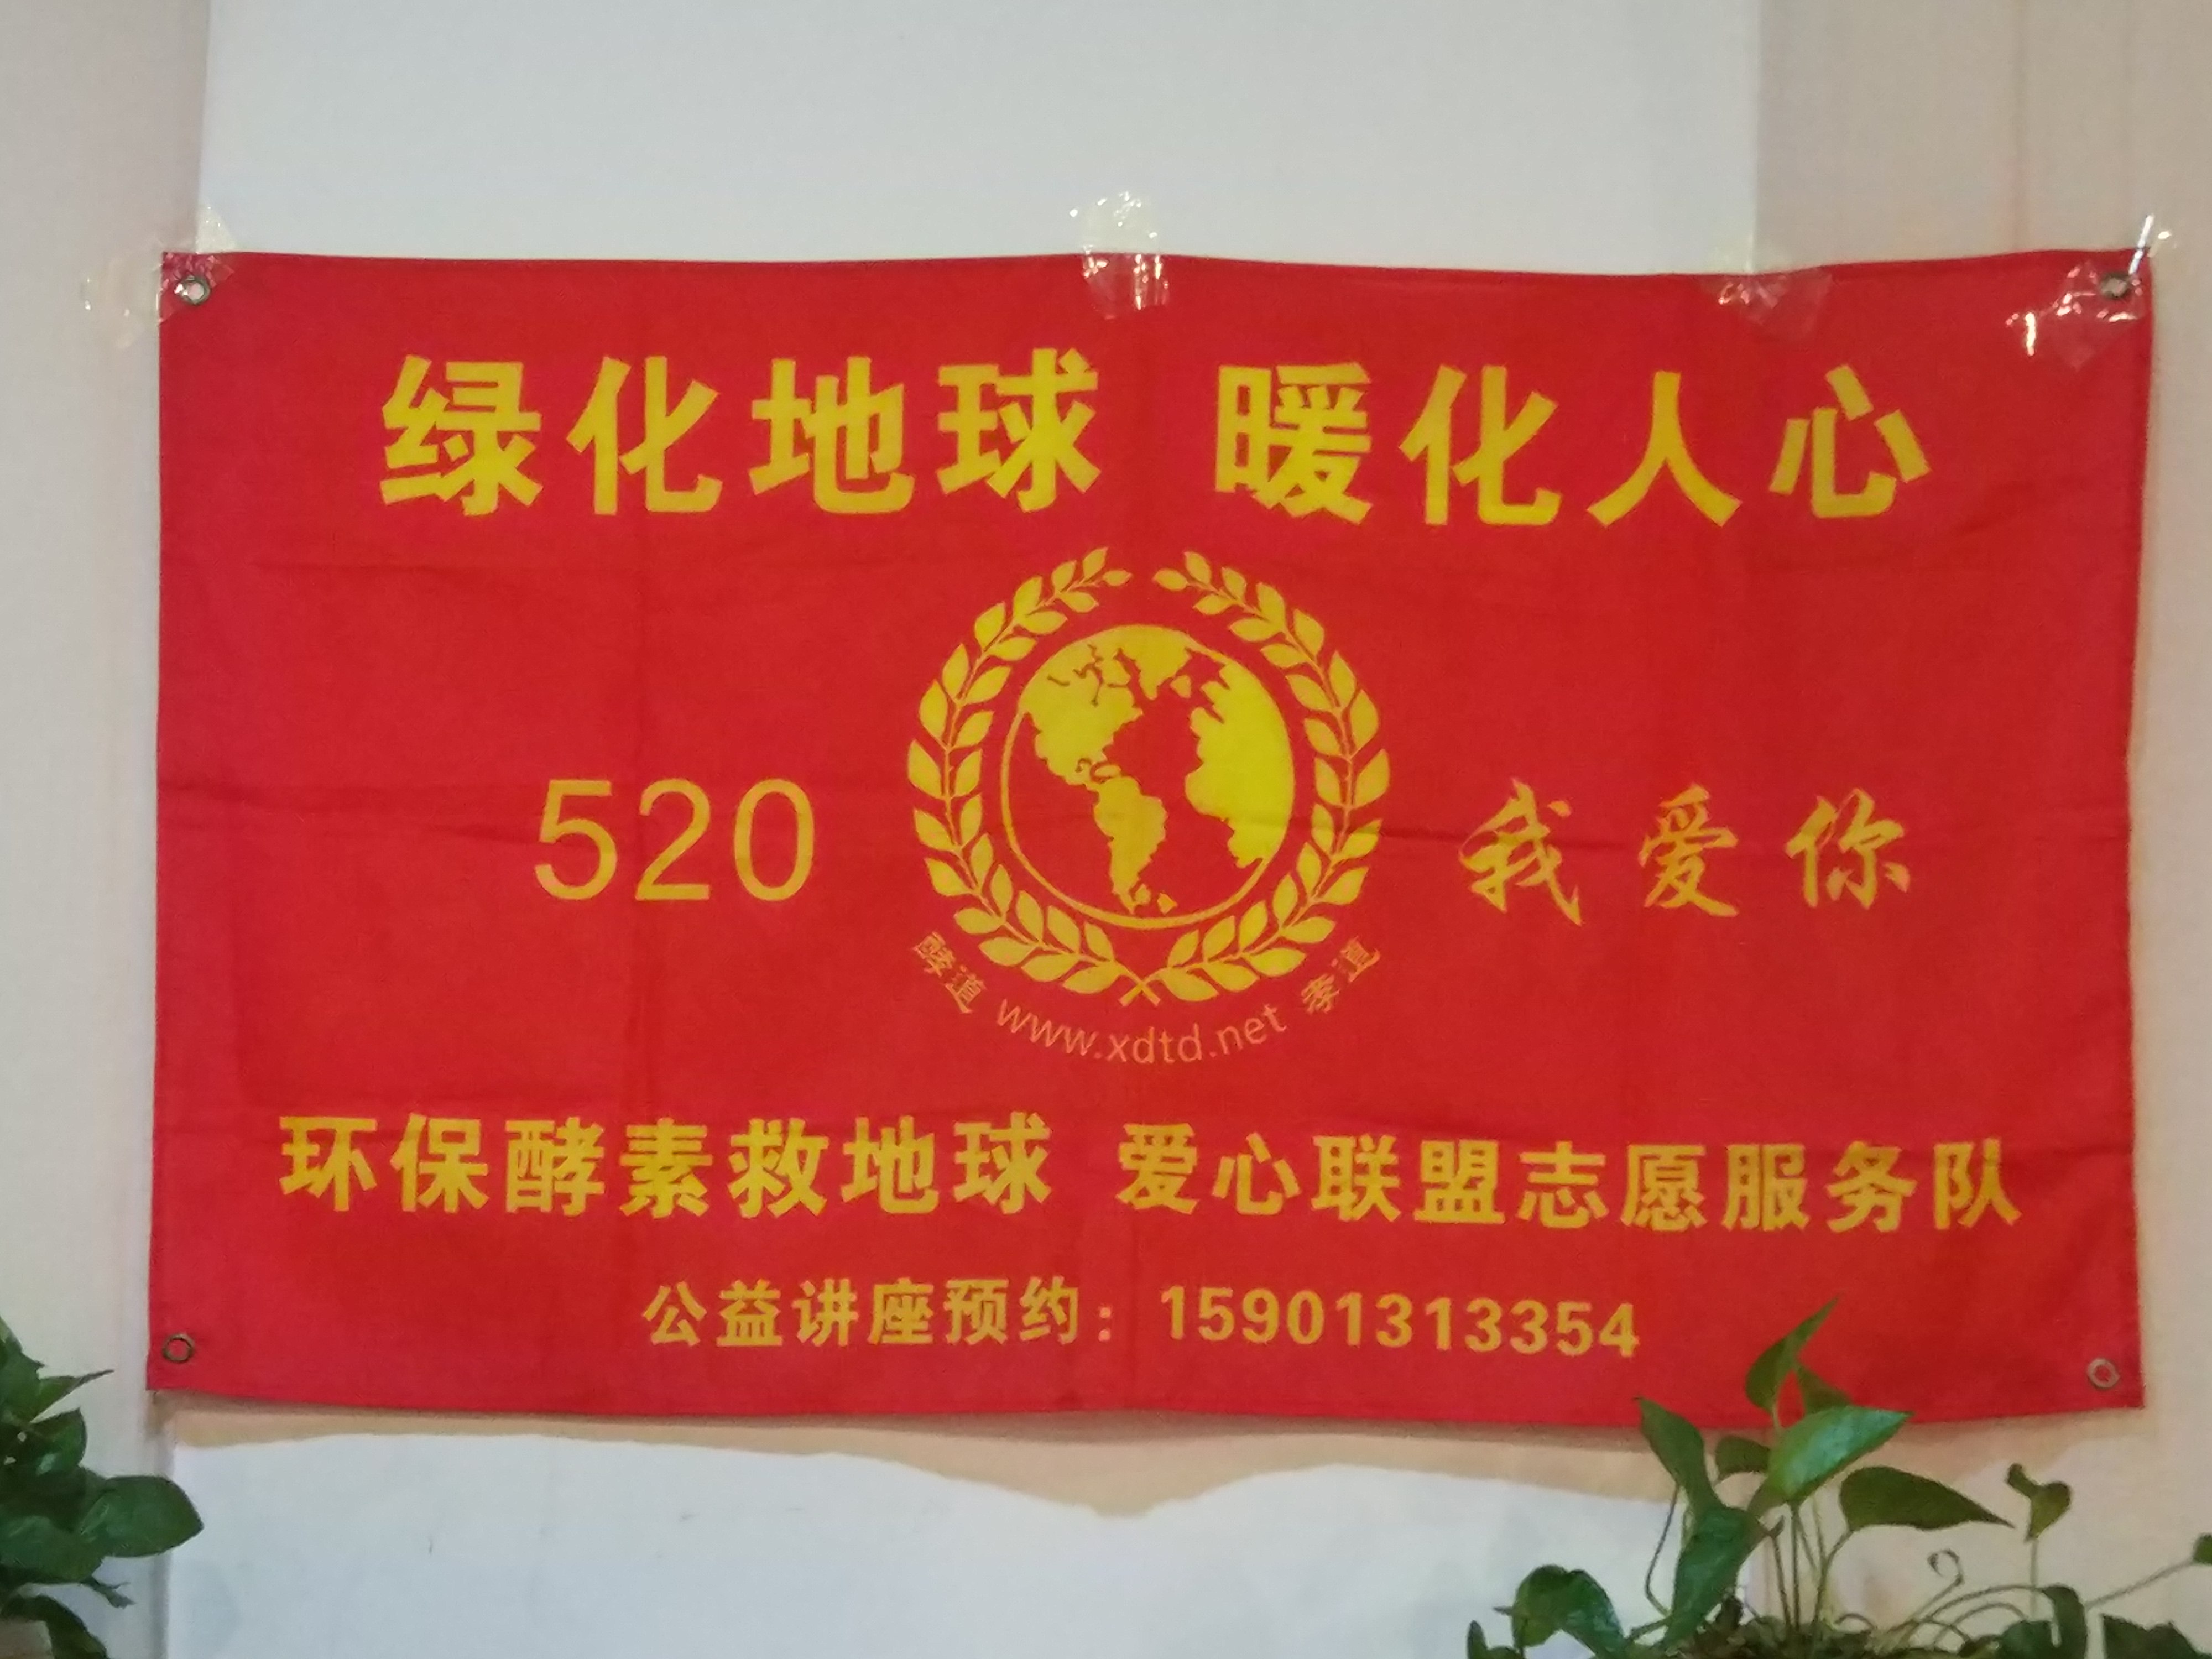 绿化地球 暖化人心
520 我爱你
酵道 www.xdtd.net 孝道
环保酵素救地球 爱心联盟志愿服务队
公益讲座预约：15901313354